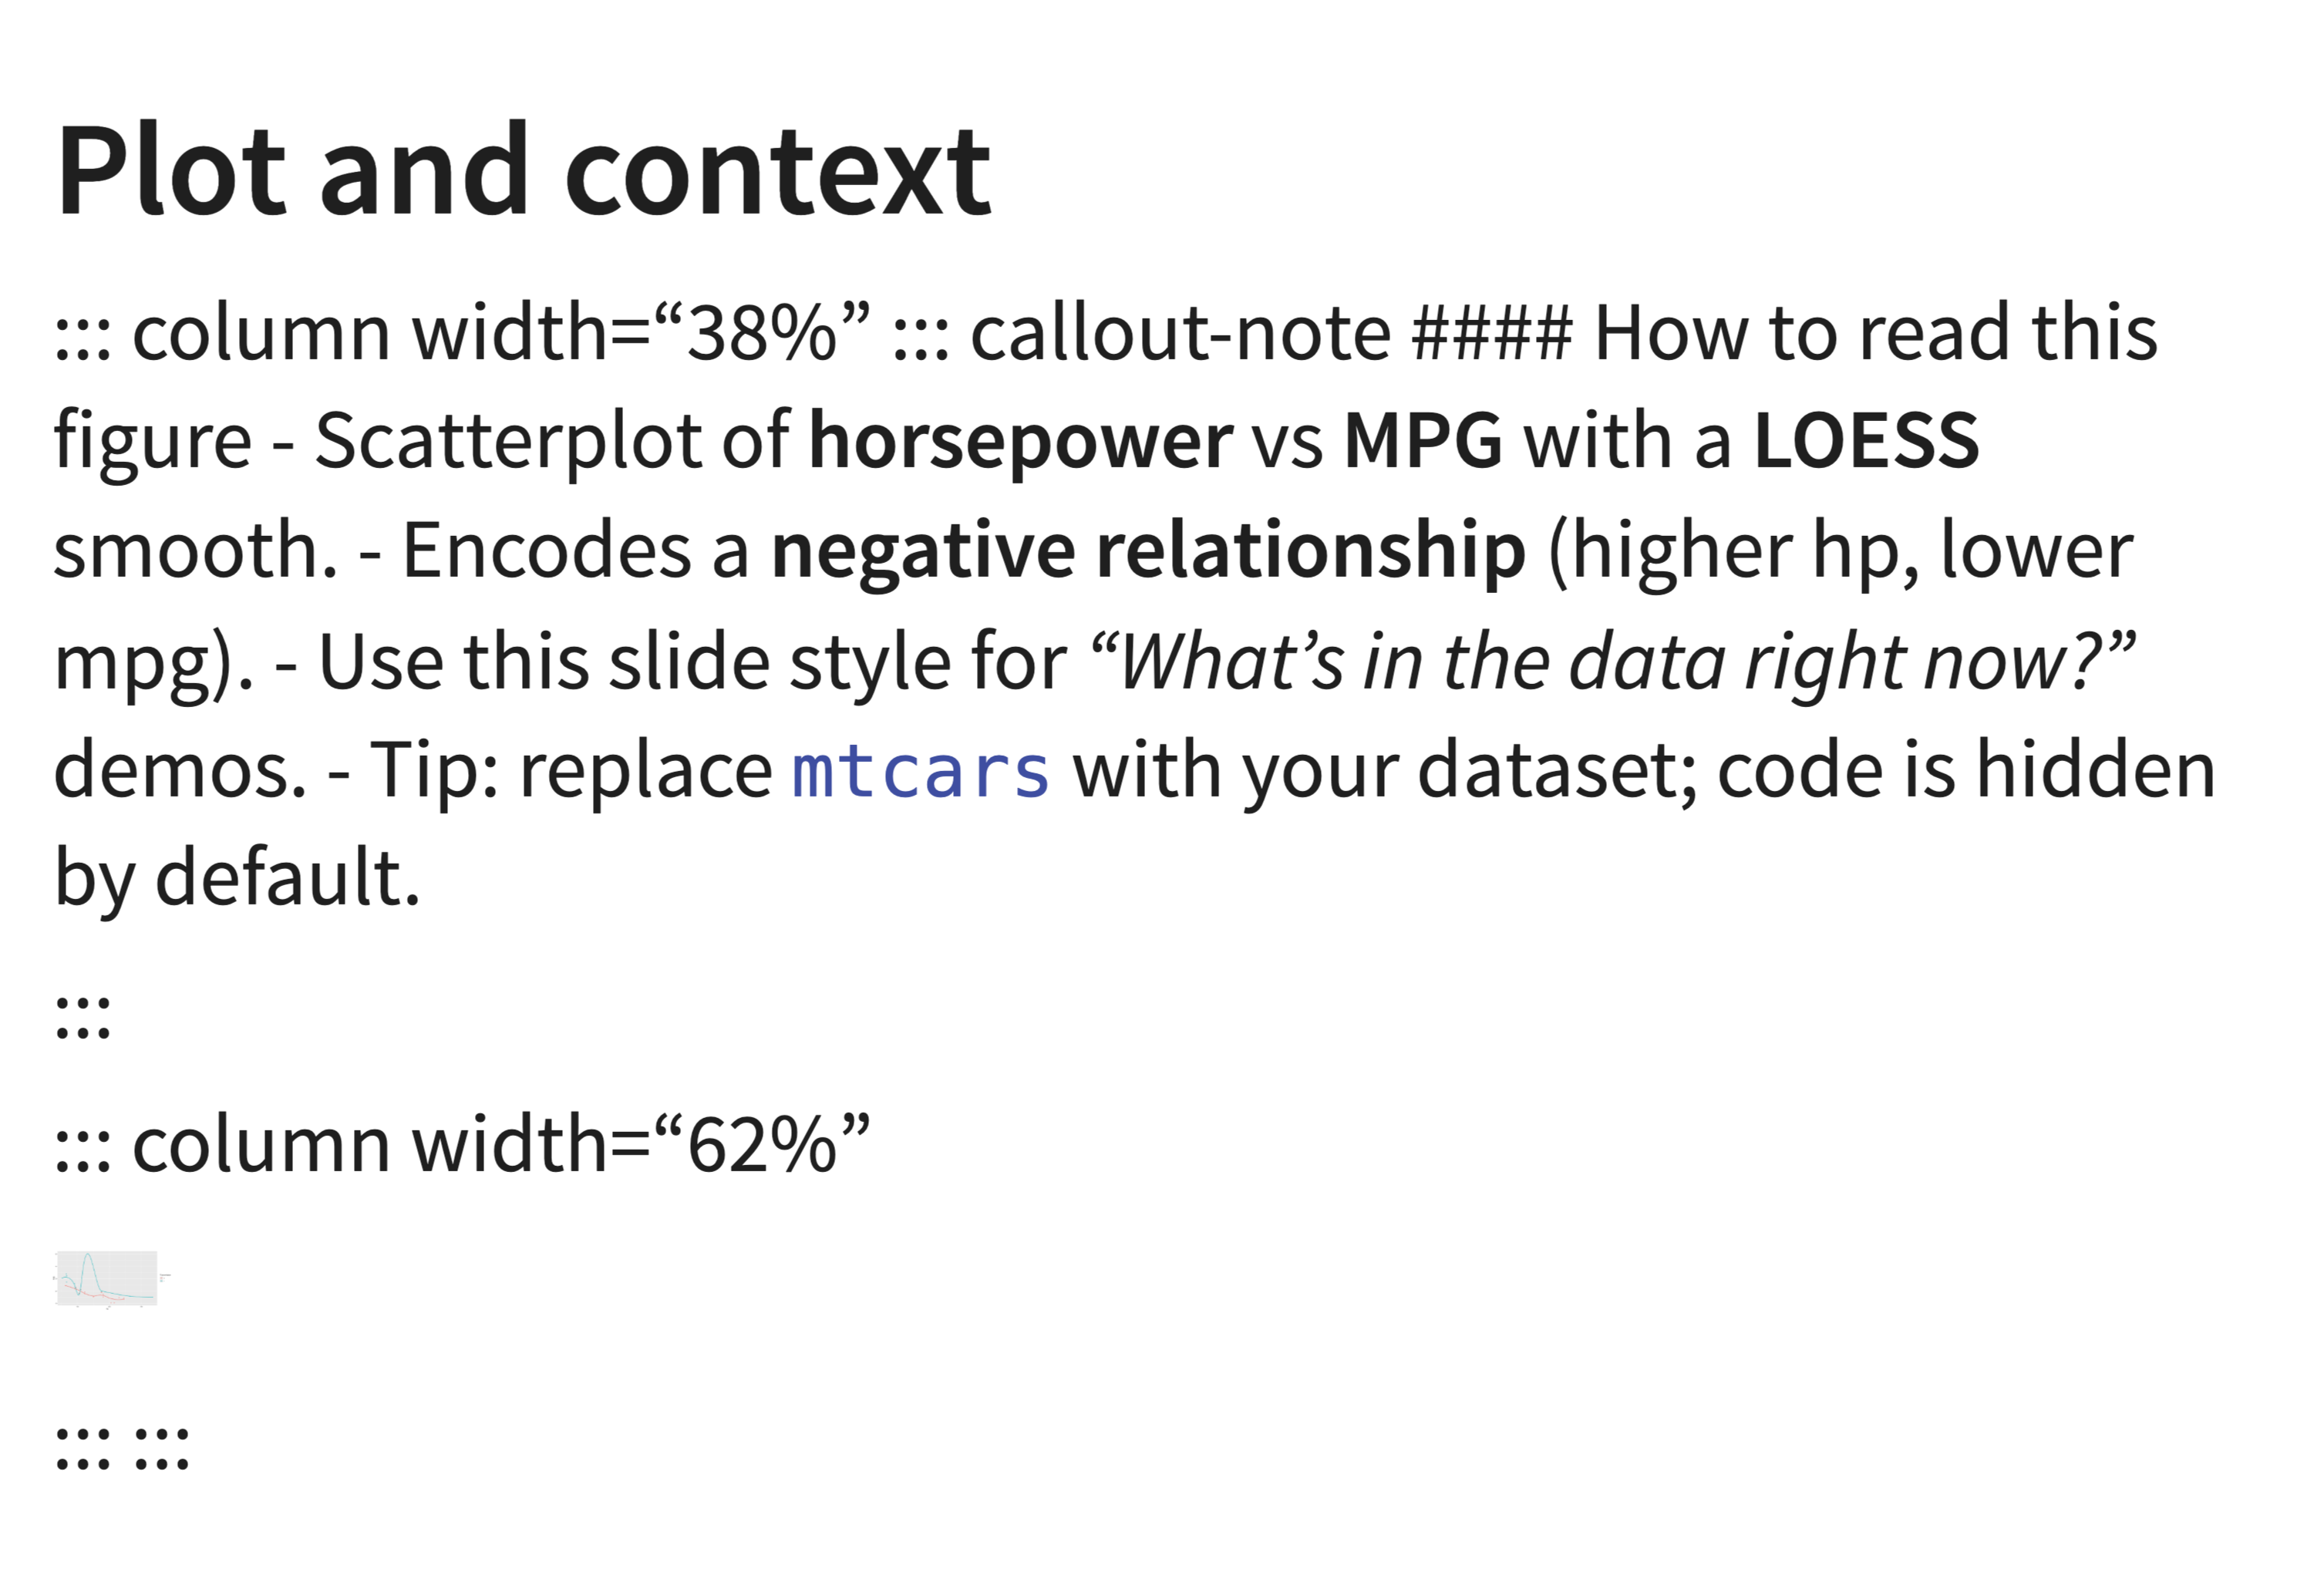 Plot and context
::: column width=“38%” ::: callout-note #### How to read this
figure - Scatterplot of horsepower vs MPG with a LOESS
smooth. - Encodes a negative relationship (higher hp, lower
mpg). - Use this slide style for “What’s in the data right now?”
demos. - Tip: replace mtcars with your dataset; code is hidden
by default.
:::
::: column width=“62%”
::: :::